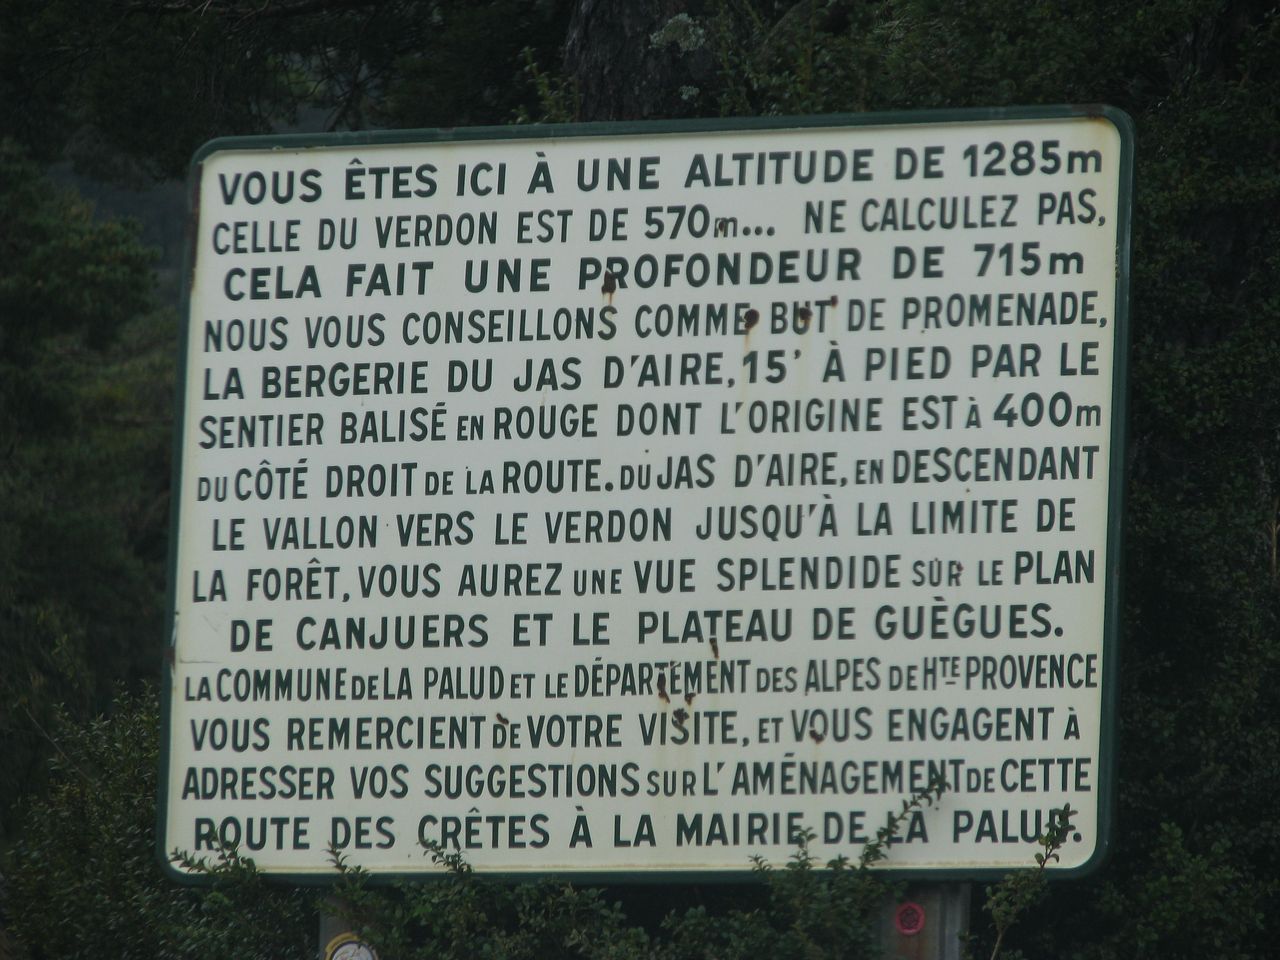 VOUS ÊTES ICI À UNE ALTITUDE DE 1285m
CELLE DU VERDON EST DE 570m... NE CALCULEZ PAS,
CELA FAIT UNE PROFONDEUR DE 715m
NOUS VOUS CONSEILLONS COMME BUT DE PROMENADE,
LA BERGERIE DU JAS D'AIRE, 15' À PIED PAR LE
SENTIER BALISÉ EN ROUGE DONT L'ORIGINE EST À 400m
DU CÔTÉ DROIT DE LA ROUTE. DU JAS D'AIRE, EN DESCENDANT
LE VALLON VERS LE VERDON JUSQU'À LA LIMITE DE
LA FORÊT, VOUS AUREZ UNE VUE SPLENDIDE SUR LE PLAN
DE CANJUERS ET LE PLATEAU DE GUÈGUES.
LA COMMUNE DE LA PALUD ET LE DÉPARTEMENT DES ALPES DE HTE PROVENCE
VOUS REMERCIENT DE VOTRE VISITE, ET VOUS ENGAGENT À
ADRESSER VOS SUGGESTIONS SUR L'AMÉNAGEMENT DE CETTE
ROUTE DES CRÊTES À LA MAIRIE DE LA PALUD.